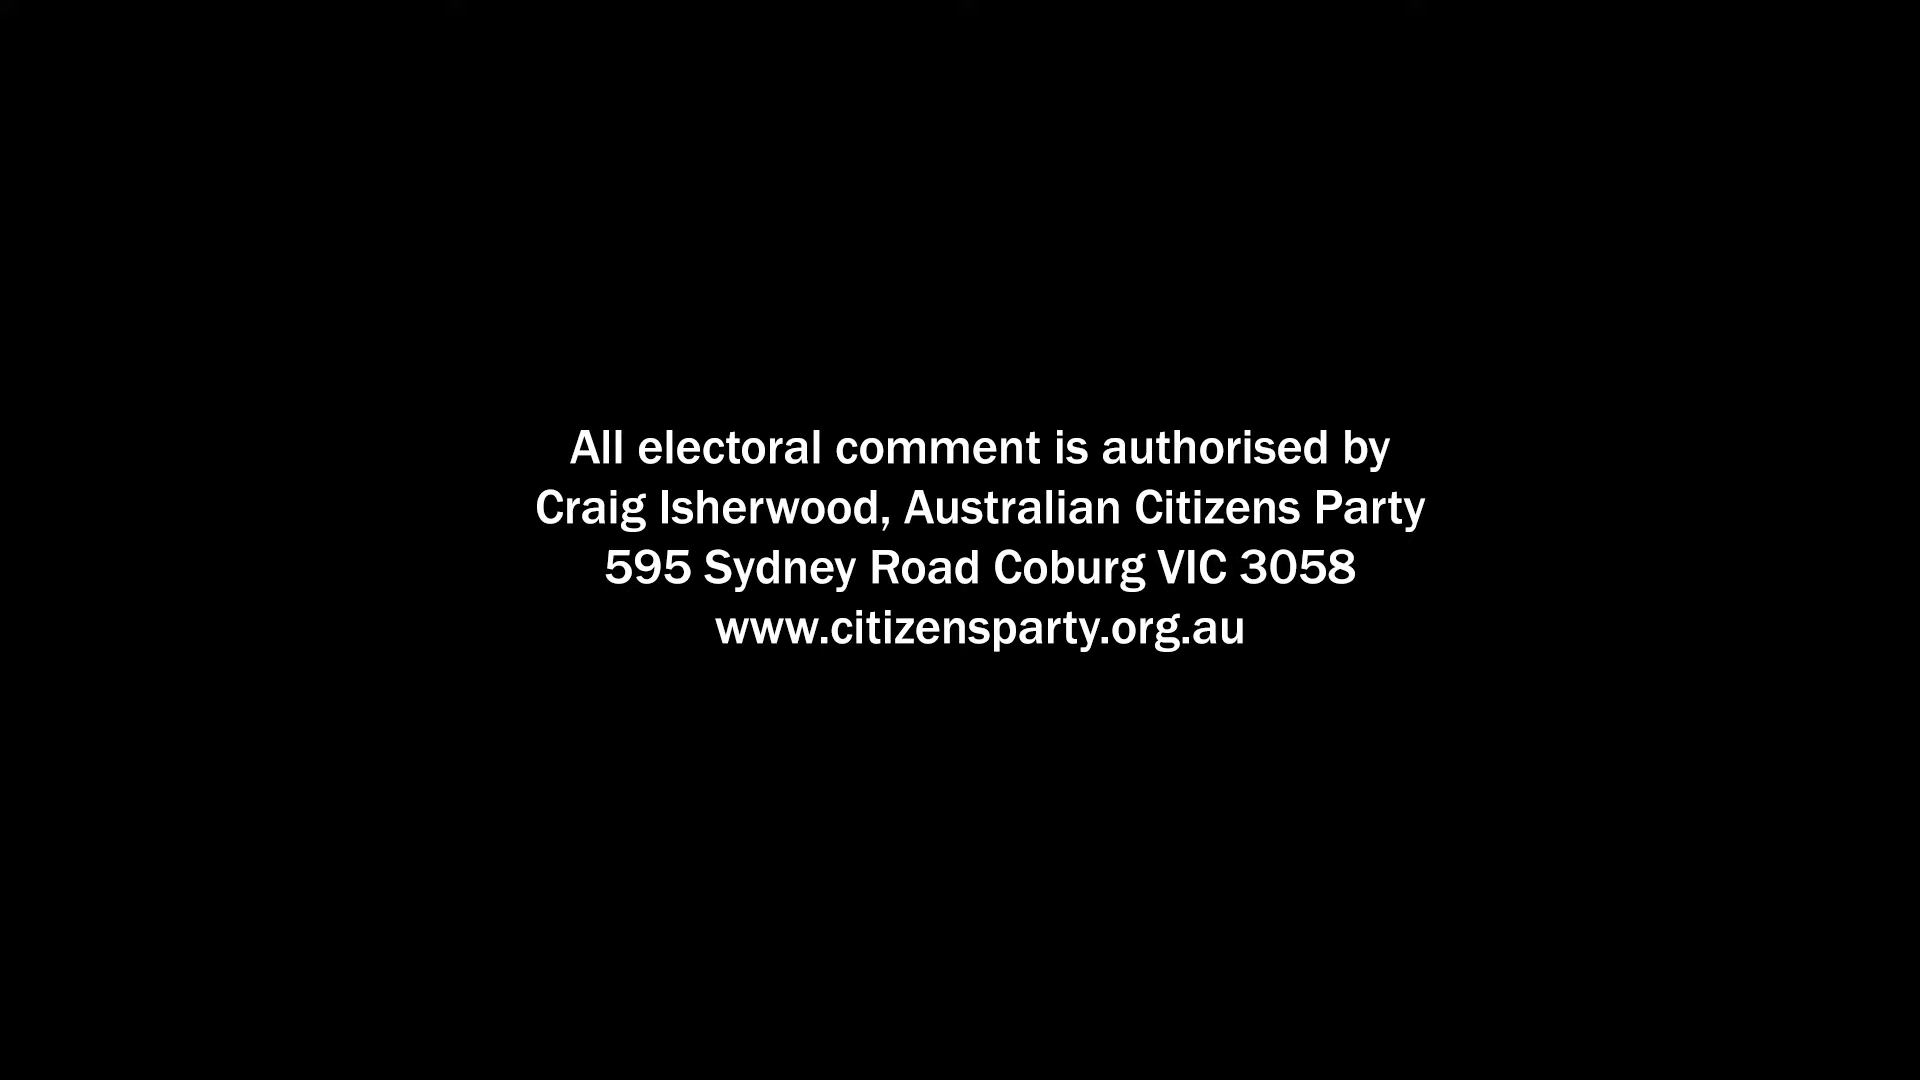 All electoral comment is authorised by
Craig Isherwood, Australian Citizens Party
595 Sydney Road Coburg VIC 3058
www.citizensparty.org.au